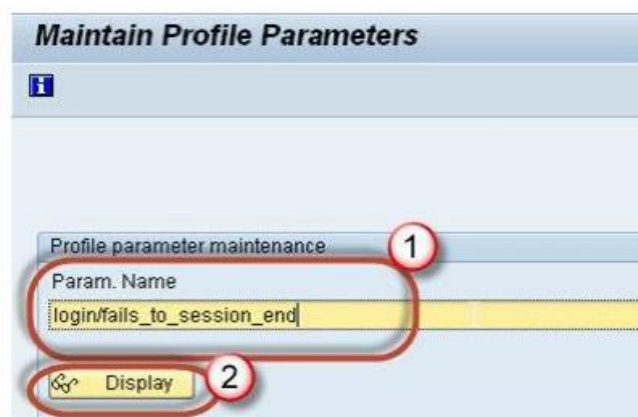 Maintain Profile Parameters
i
Profile parameter maintenance
1
Param. Name
login/fails_to_session_end
Display
2